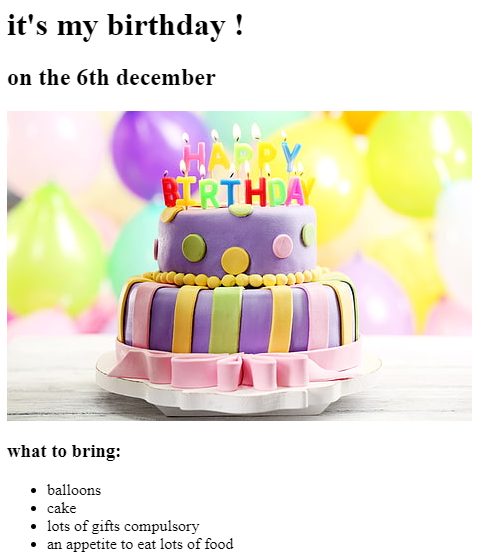 it's my birthday !
on the 6th december
HAPPY
BIRTHDAY
what to bring:
balloons
cake
lots of gifts compulsory
an appetite to eat lots of food